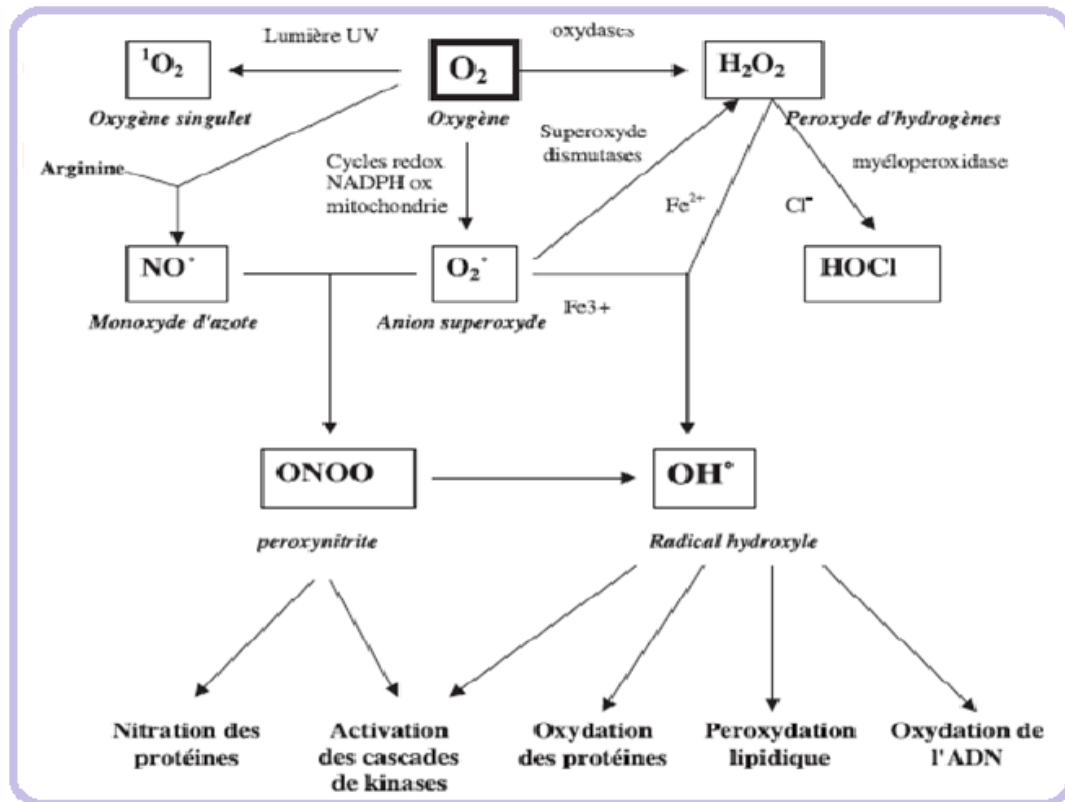 Lumière UV
oxydases
¹O₂
O₂
H₂O₂
Oxygène singulet
Oxygène
Peroxyde d'hydrogènes
Superoxyde
dismutases
myéloperoxidase
Arginine
Cycles redox
NADPH ox
mitochondrie
Fe²⁺
Cl⁻
NO°
O₂°
HOCl
Monoxyde d'azote
Anion superoxyde
Fe3+
ONOO
OH°
peroxynitrite
Radical hydroxyle
Nitration des
protéines
Activation
des cascades
de kinases
Oxydation
des protéines
Peroxydation
lipidique
Oxydation de
l'ADN